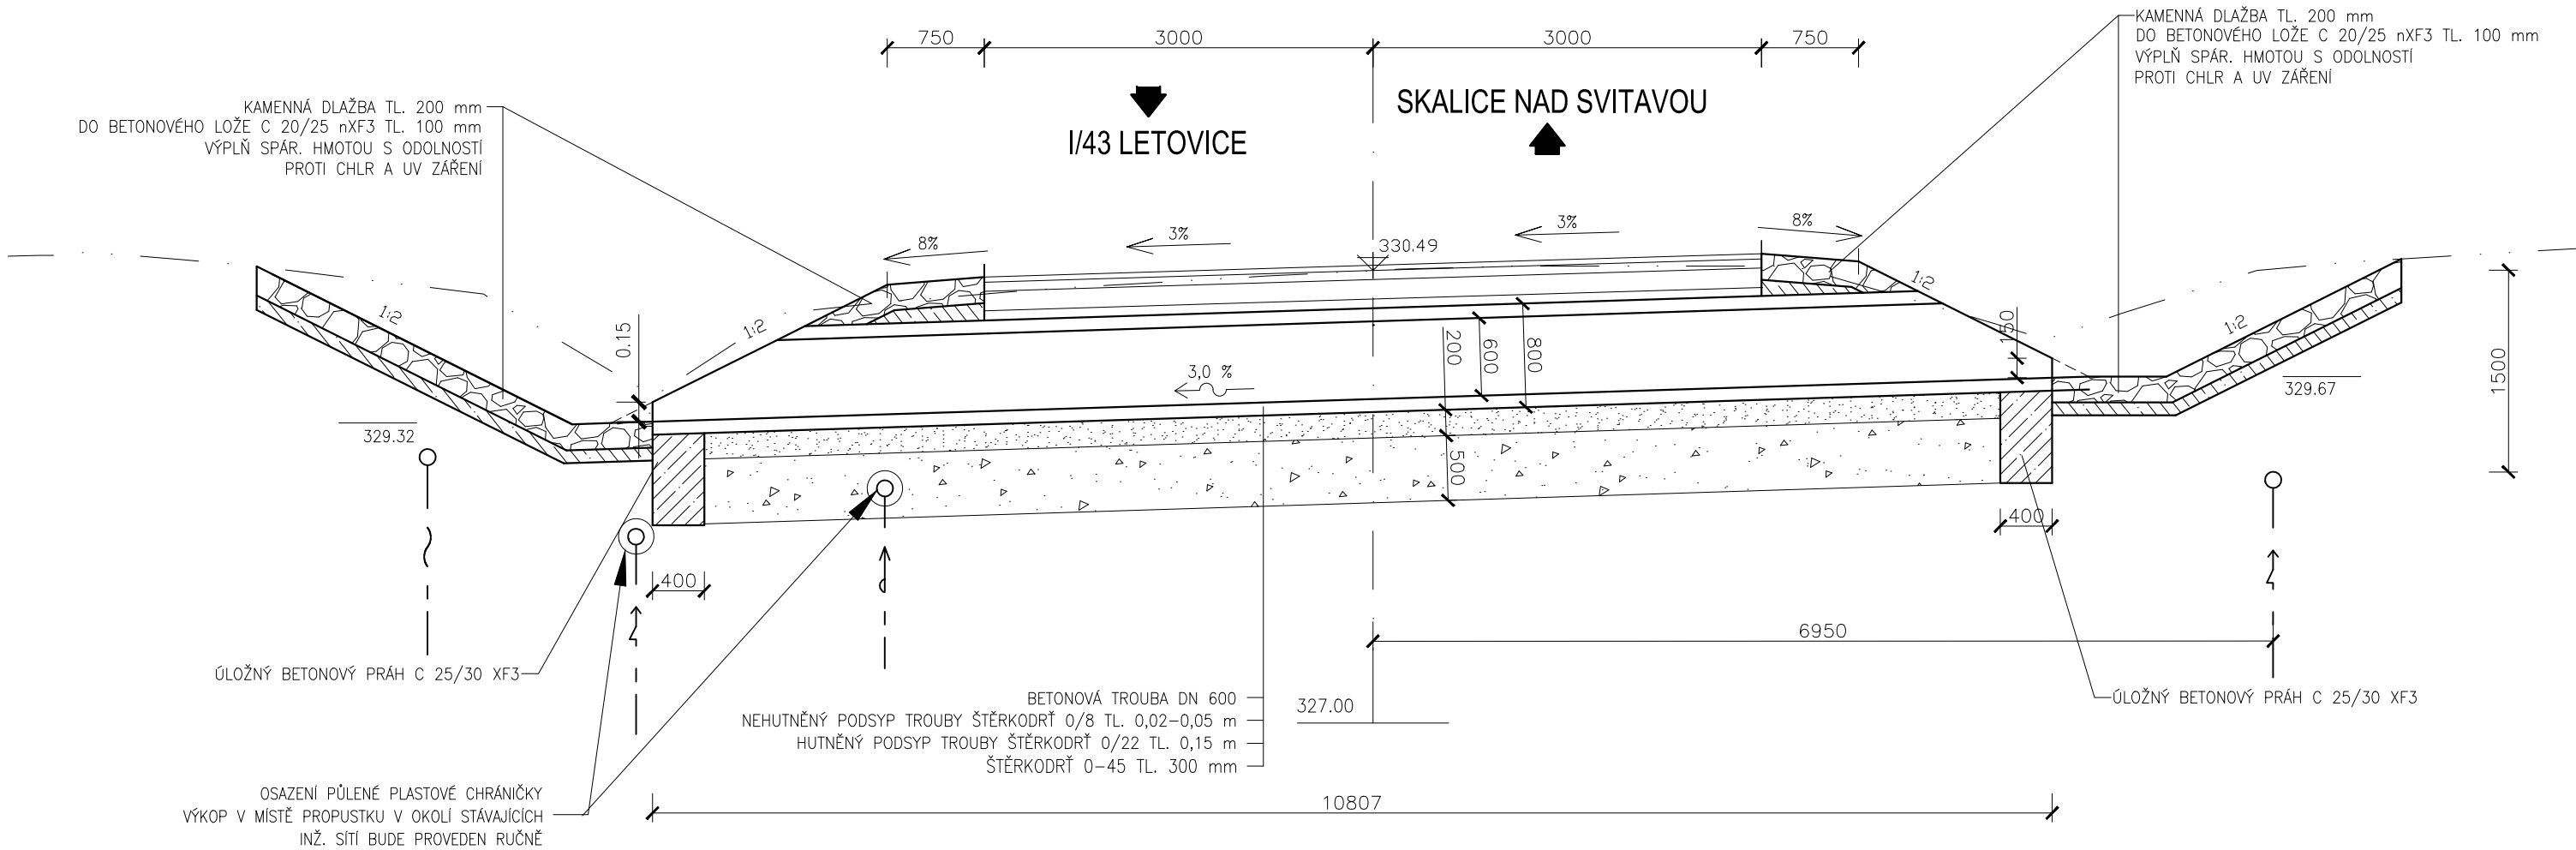 750
3000
3000
750
KAMENNÁ DLAŽBA TL. 200 mm
DO BETONOVÉHO LOŽE C 20/25 nXF3 TL. 100 mm
VÝPLŇ SPÁR. HMOTOU S ODOLNOSTÍ
PROTI CHLR A UV ZÁŘENÍ
KAMENNÁ DLAŽBA TL. 200 mm
DO BETONOVÉHO LOŽE C 20/25 nXF3 TL. 100 mm
VÝPLŇ SPÁR. HMOTOU S ODOLNOSTÍ
PROTI CHLR A UV ZÁŘENÍ
I/43 LETOVICE
SKALICE NAD SVITAVOU
8%
3%
3%
8%
330.49
1:2
1:2
1:2
1:2
0.15
150
200
600
800
500
3,0 %
329.32
329.67
1500
400
400
6950
327.00
ÚLOŽNÝ BETONOVÝ PRÁH C 25/30 XF3
ÚLOŽNÝ BETONOVÝ PRÁH C 25/30 XF3
BETONOVÁ TROUBA DN 600
NEHUTNĚNÝ PODSYP TROUBY ŠTĚRKODRŤ 0/8 TL. 0,02-0,05 m
HUTNĚNÝ PODSYP TROUBY ŠTĚRKODRŤ 0/22 TL. 0,15 m
ŠTĚRKODRŤ 0-45 TL. 300 mm
OSAZENÍ PŮLENÉ PLASTOVÉ CHRÁNIČKY
VÝKOP V MÍSTĚ PROPUSTKU V OKOLÍ STÁVAJÍCÍCH
INŽ. SÍTÍ BUDE PROVEDEN RUČNĚ
10807